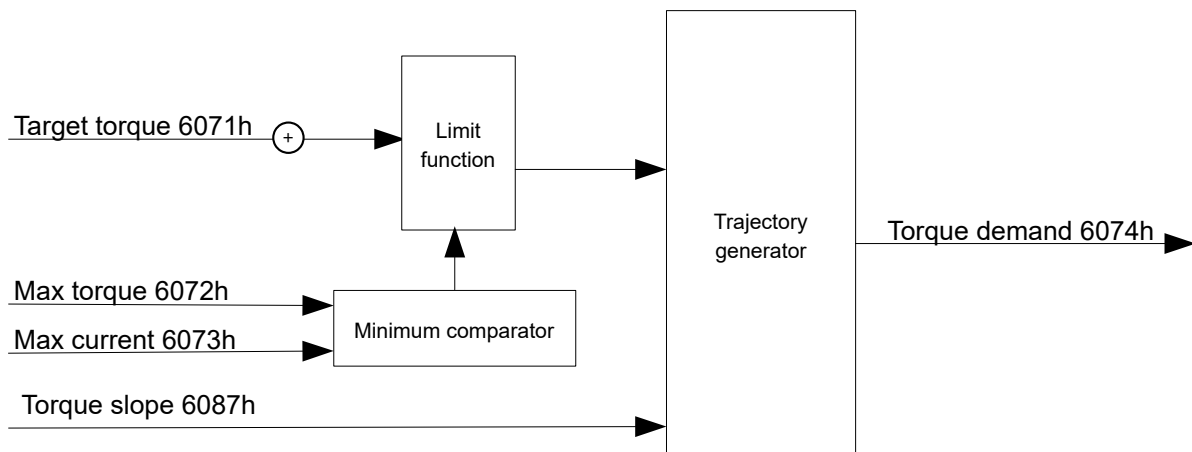 Target torque 6071h
+
Limit
function
Trajectory
generator
Torque demand 6074h
Max torque 6072h
Max current 6073h
Minimum comparator
Torque slope 6087h